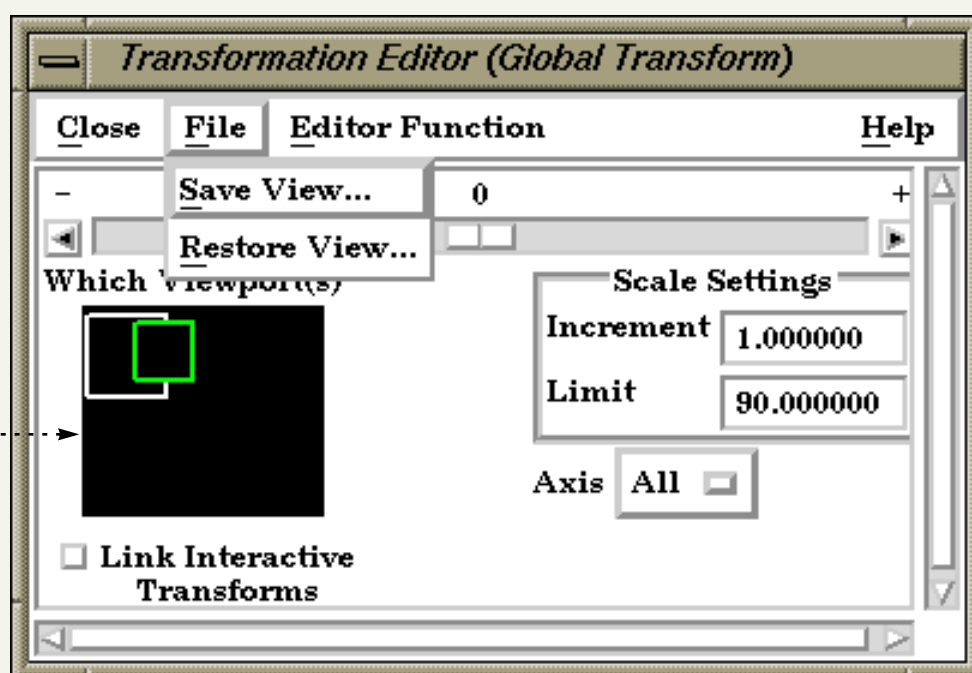 Transformation Editor (Global Transform)
Close File Editor Function Help
Save View...
Restore View...
- 0 +
Which Viewport(s)
Scale Settings
Increment 1.000000
Limit 90.000000
Axis All
Link Interactive
Transforms